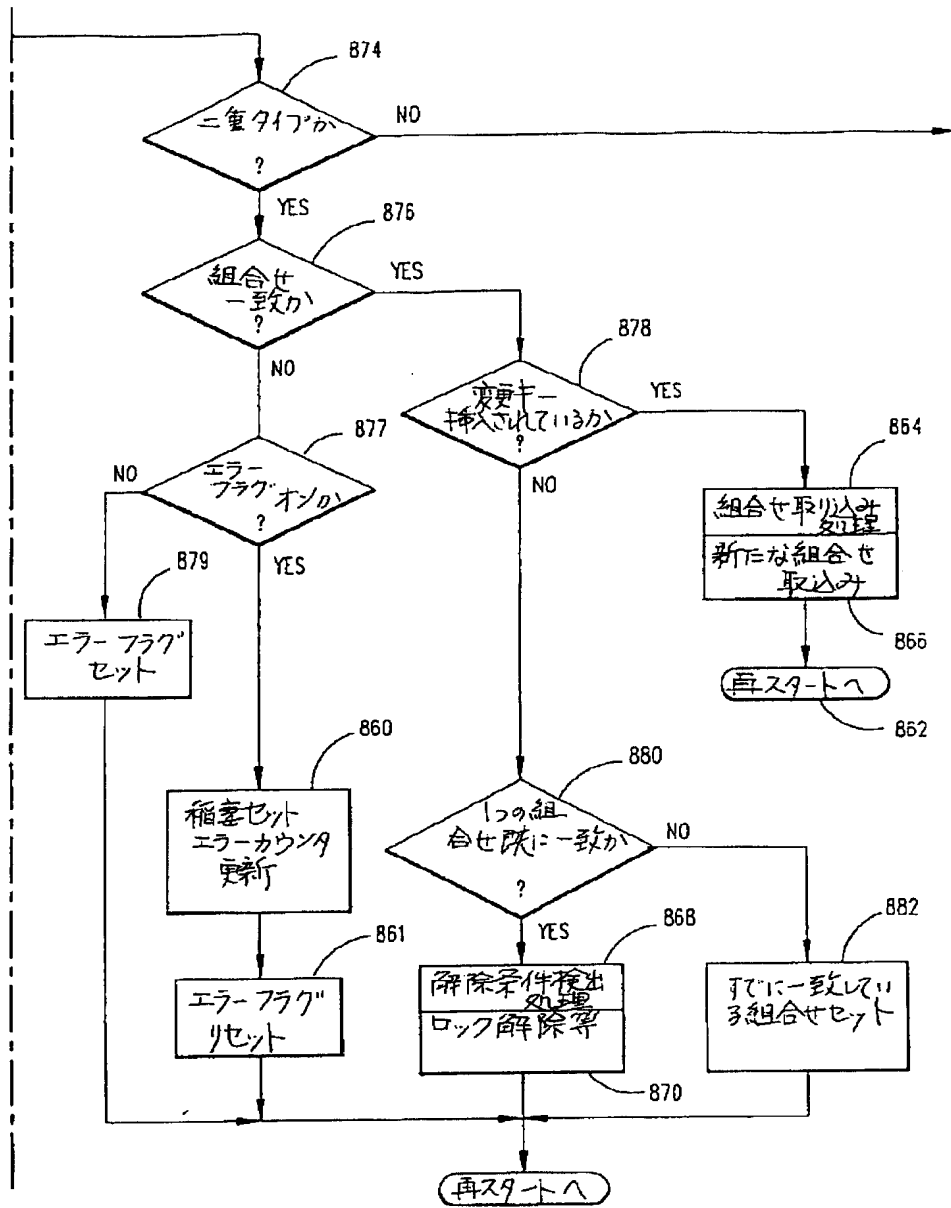 874
二重タイプか
?
NO
YES
876
組合せ
一致か
?
YES
NO
878
変更キー
挿入されているか
?
YES
NO
877
エラー
フラグオンか
?
NO
YES
864
組合せ取り込み
処理
新たな組合せ
取込み
866
再スタートへ
862
879
エラーフラグ
セット
860
稲妻セット
エラーカウンタ
更新
880
1つの組
合せ既に一致か
?
NO
YES
861
エラーフラグ
リセット
868
解除条件検出
処理
ロック解除等
870
882
すでに一致してい
る組合せセット
再スタートへ